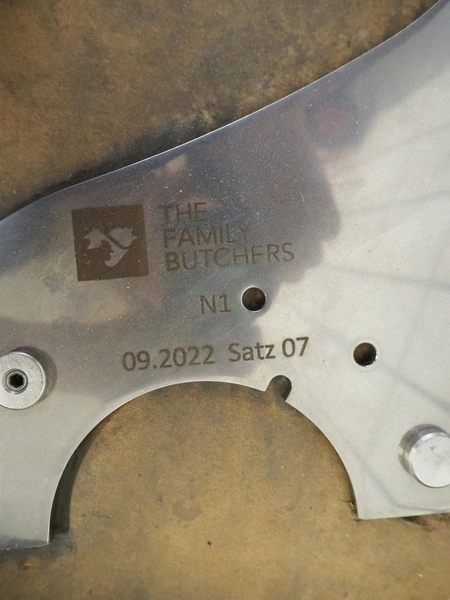 THE
FAMILY
BUTCHERS
N1
09.2022 Satz 07